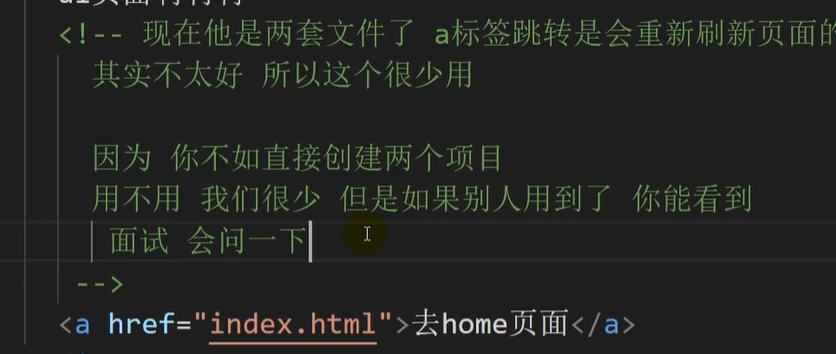 <!-- 现在他是两套文件了 a标签跳转是会重新刷新页面的
其实不太好 所以这个很少用
因为 你不如直接创建两个项目
用不用 我们很少 但是如果别人用到了 你能看到
面试 会问一下
-->
<a href="index.html">去home页面</a>